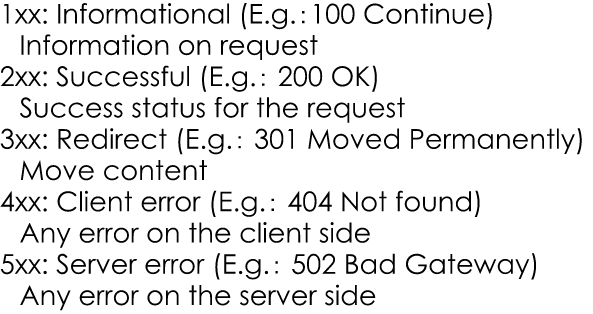 1xx: Informational (E.g.:100 Continue)
Information on request
2xx: Successful (E.g.: 200 OK)
Success status for the request
3xx: Redirect (E.g.: 301 Moved Permanently)
Move content
4xx: Client error (E.g.: 404 Not found)
Any error on the client side
5xx: Server error (E.g.: 502 Bad Gateway)
Any error on the server side